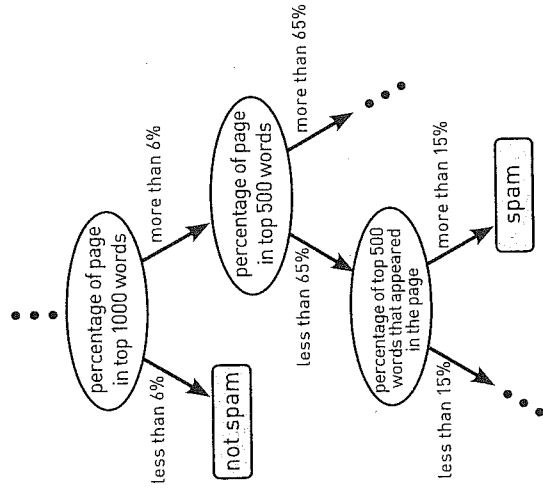 percentage of page
in top 1000 words
less than 6%
more than 6%
not spam
percentage of page
in top 500 words
less than 65%
more than 65%
percentage of top 500
words that appeared
in the page
less than 15%
more than 15%
spam